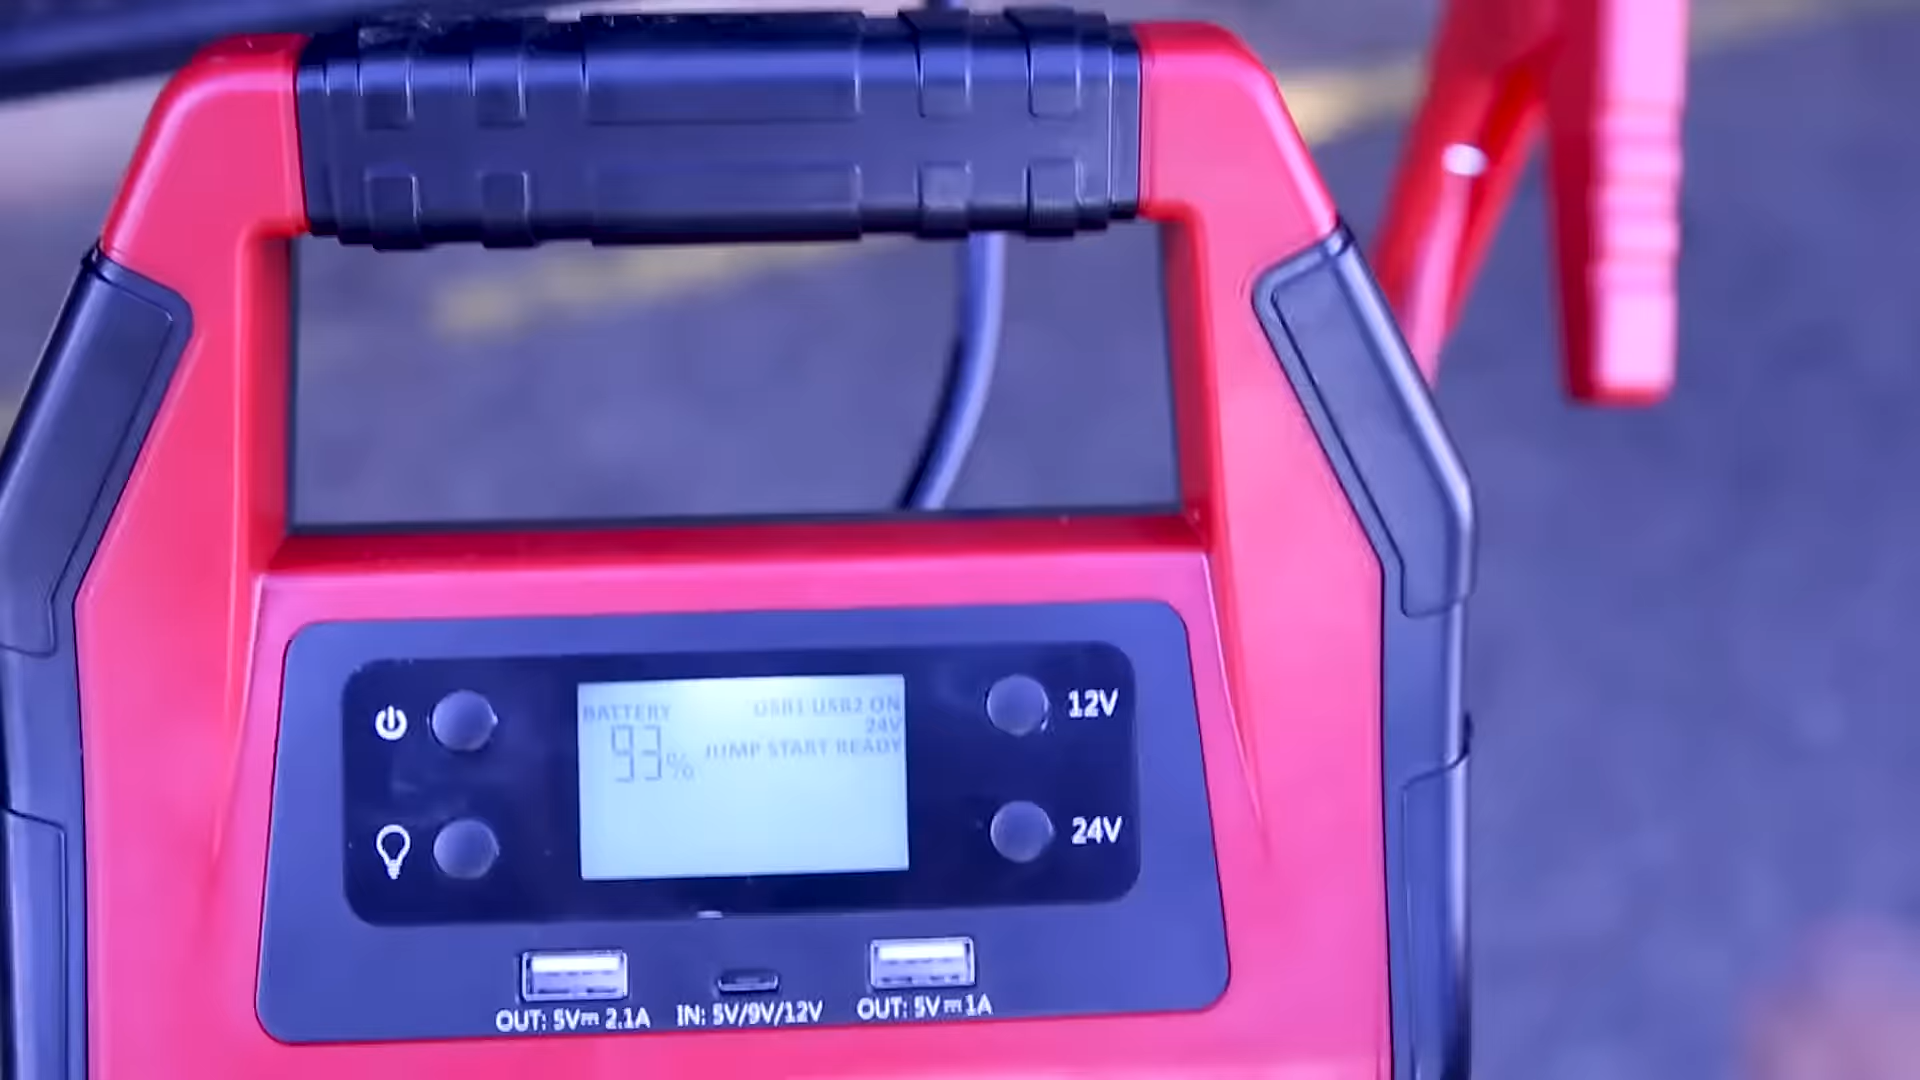 BATTERY
93%
USB1 USB2 ON
24V
JUMP START READY
12V
24V
OUT: 5V⎓2.1A
IN: 5V/9V/12V
OUT: 5V⎓1A